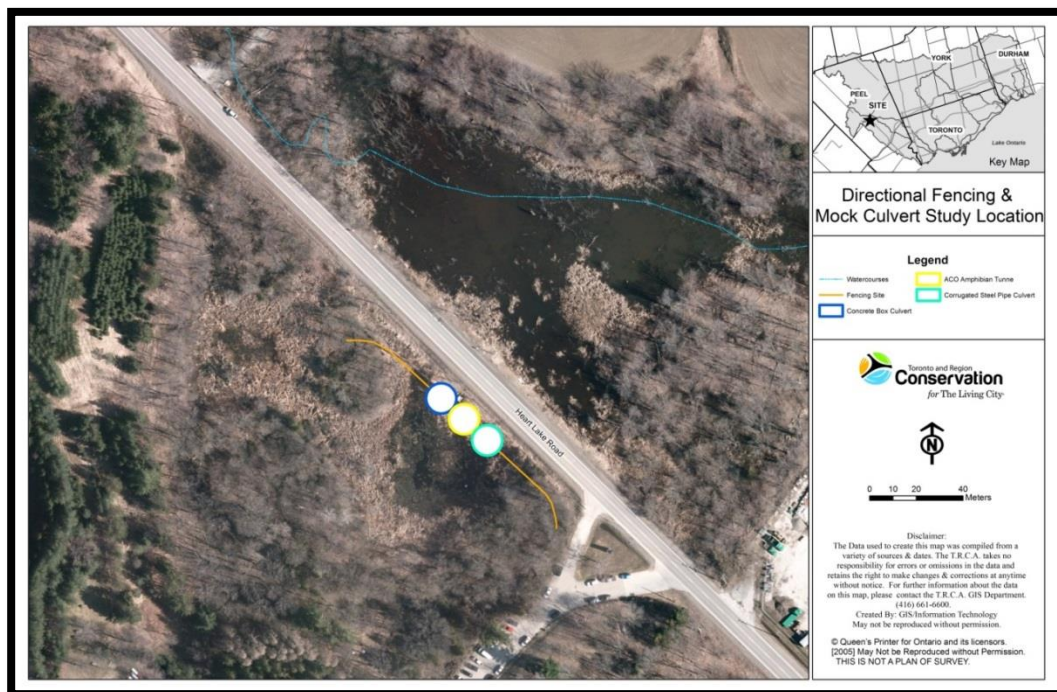 Heart Lake Road
YORK
DURHAM
PEEL
SITE
TORONTO
Lake Ontario
Key Map
Directional Fencing &
Mock Culvert Study Location
Legend
Watercourses
Fencing Site
Concrete Box Culvert
ACO Amphibian Tunne
Corrugated Steel Pipe Culvert
Toronto and Region
Conservation
for The Living City
N
0 10 20 40
Meters
Disclaimer:
The Data used to create this map was compiled from a
variety of sources & dates. The T.R.C.A. takes no
responsibility for errors or omissions in the data and
retains the right to make changes & corrections at anytime
without notice. For further information about the data
on this map, please contact the T.R.C.A. GIS Department.
(416) 661-6600.
Created By: GIS/Information Technology
May not be reproduced without permission.
© Queen's Printer for Ontario and its licensors.
[2005] May Not be Reproduced without Permission.
THIS IS NOT A PLAN OF SURVEY.